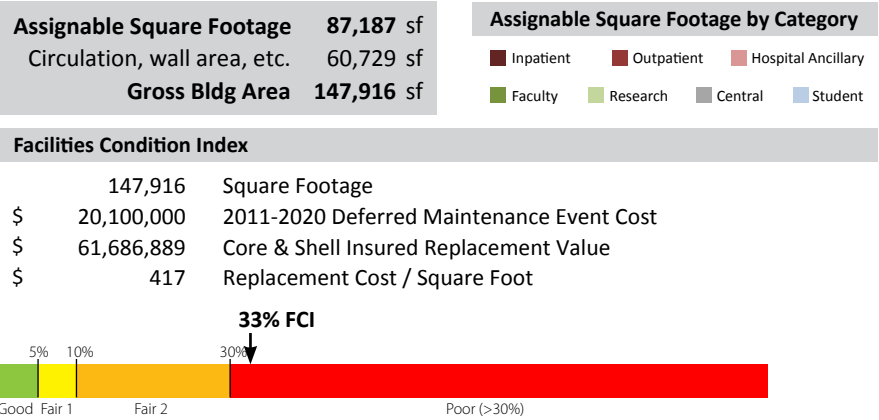 Assignable Square Footage 87,187 sf
Circulation, wall area, etc. 60,729 sf
Gross Bldg Area 147,916 sf
Assignable Square Footage by Category
Inpatient Outpatient Hospital Ancillary
Faculty Research Central Student
Facilities Condition Index
147,916 Square Footage
$ 20,100,000 2011-2020 Deferred Maintenance Event Cost
$ 61,686,889 Core & Shell Insured Replacement Value
$ 417 Replacement Cost / Square Foot
33% FCI
5% 10% 30%
Good Fair 1 Fair 2 Poor (>30%)